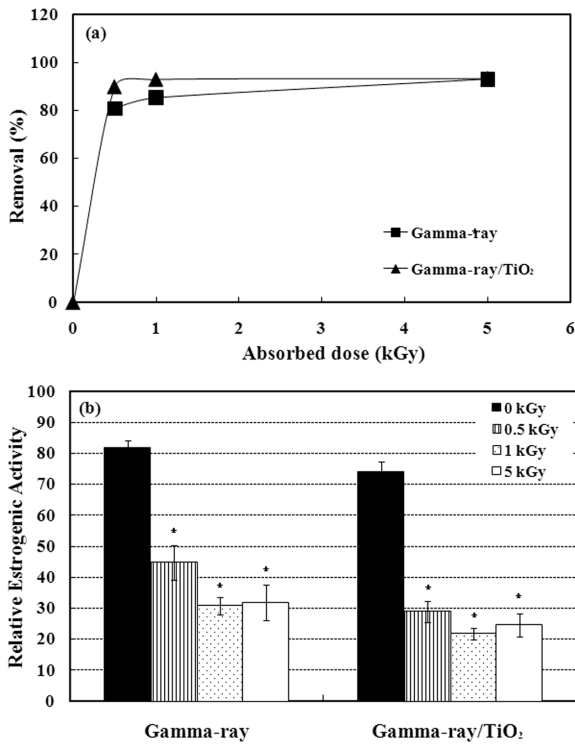 120
(a)
100
80
60
40
20
0
Removal (%)
Gamma-ray
Gamma-ray/TiO₂
0 1 2 3 4 5 6
Absorbed dose (kGy)
100
(b)
90
80
70
60
50
40
30
20
10
0
Relative Estrogenic Activity
0 kGy
0.5 kGy
1 kGy
5 kGy
* * *
* * *
Gamma-ray Gamma-ray/TiO₂